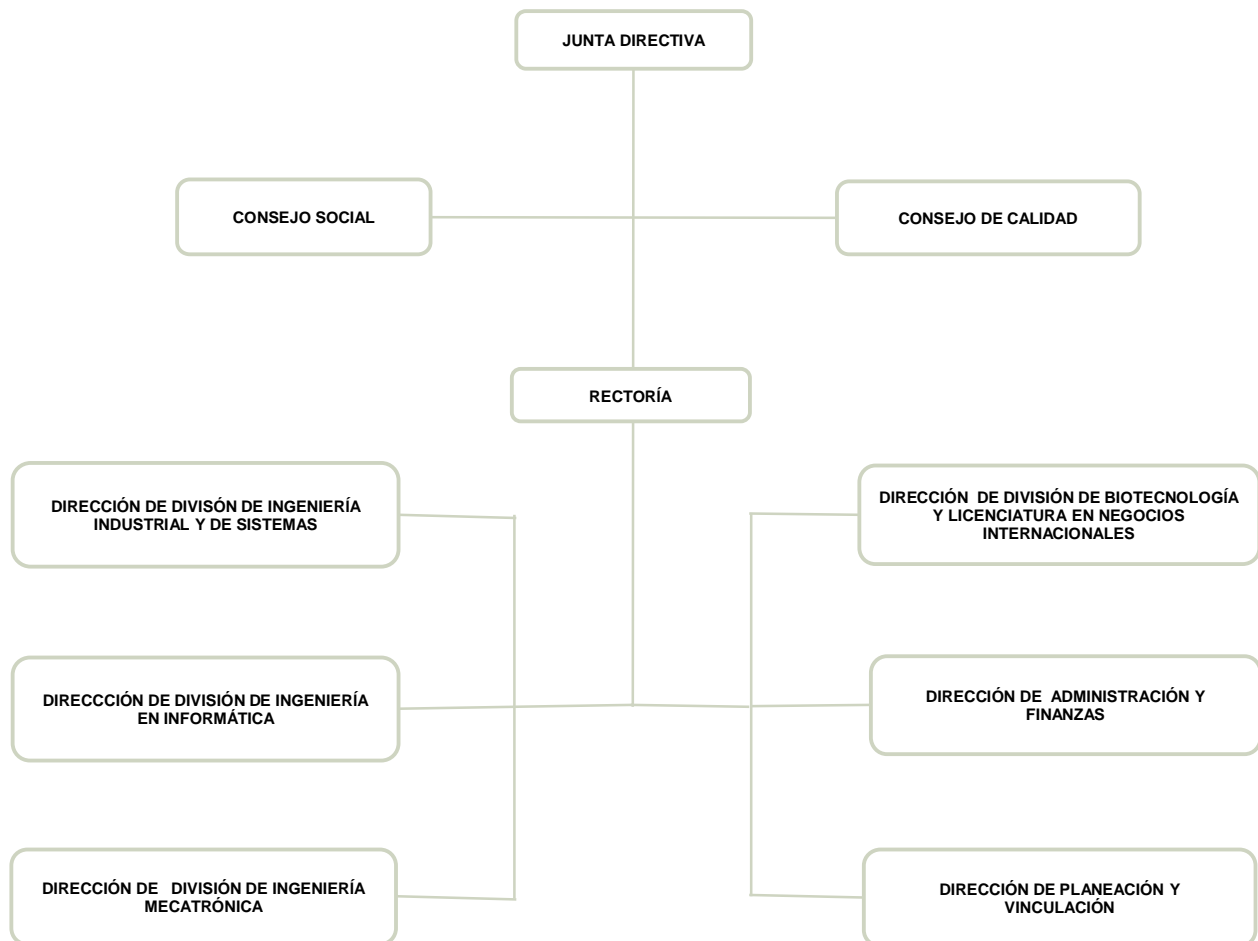 JUNTA DIRECTIVA
CONSEJO SOCIAL
CONSEJO DE CALIDAD
RECTORÍA
DIRECCIÓN DE DIVISÓN DE INGENIERÍA
INDUSTRIAL Y DE SISTEMAS
DIRECCIÓN DE DIVISIÓN DE BIOTECNOLOGÍA
Y LICENCIATURA EN NEGOCIOS
INTERNACIONALES
DIRECCCIÓN DE DIVISIÓN DE INGENIERÍA
EN INFORMÁTICA
DIRECCIÓN DE ADMINISTRACIÓN Y
FINANZAS
DIRECCIÓN DE DIVISIÓN DE INGENIERÍA
MECATRÓNICA
DIRECCIÓN DE PLANEACIÓN Y
VINCULACIÓN